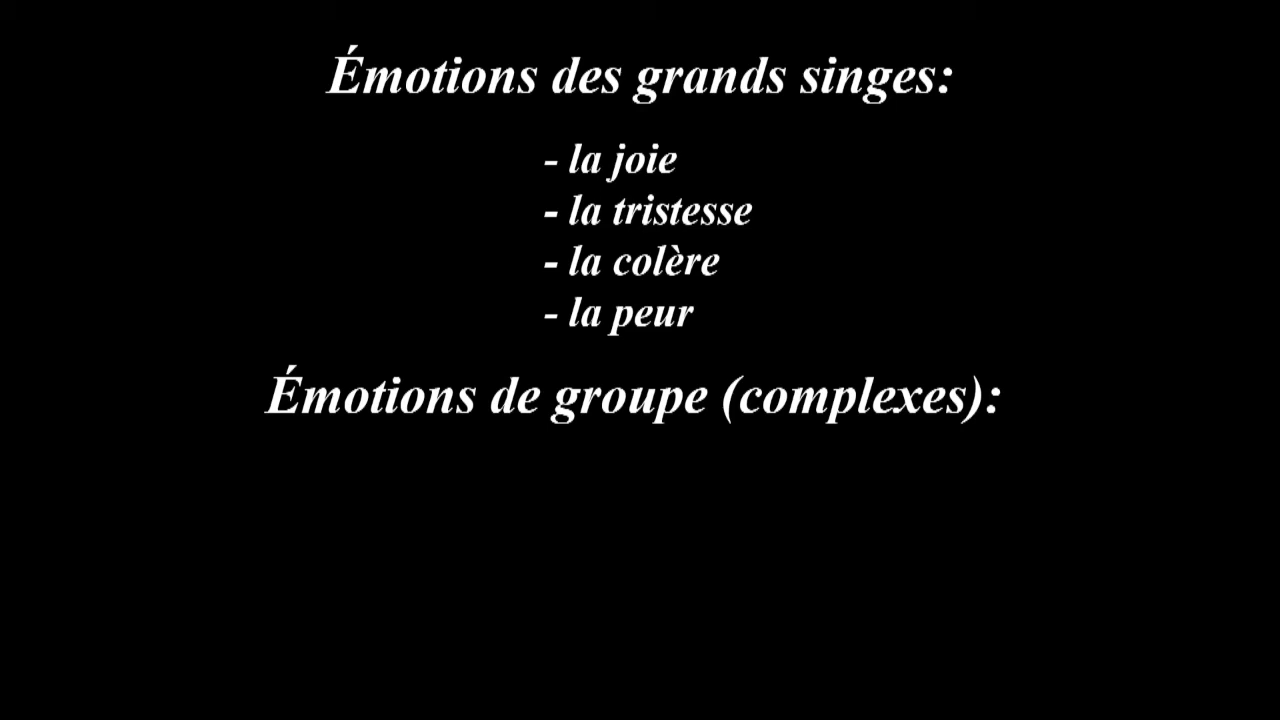 Émotions des grands singes:
- la joie
- la tristesse
- la colère
- la peur
Émotions de groupe (complexes):